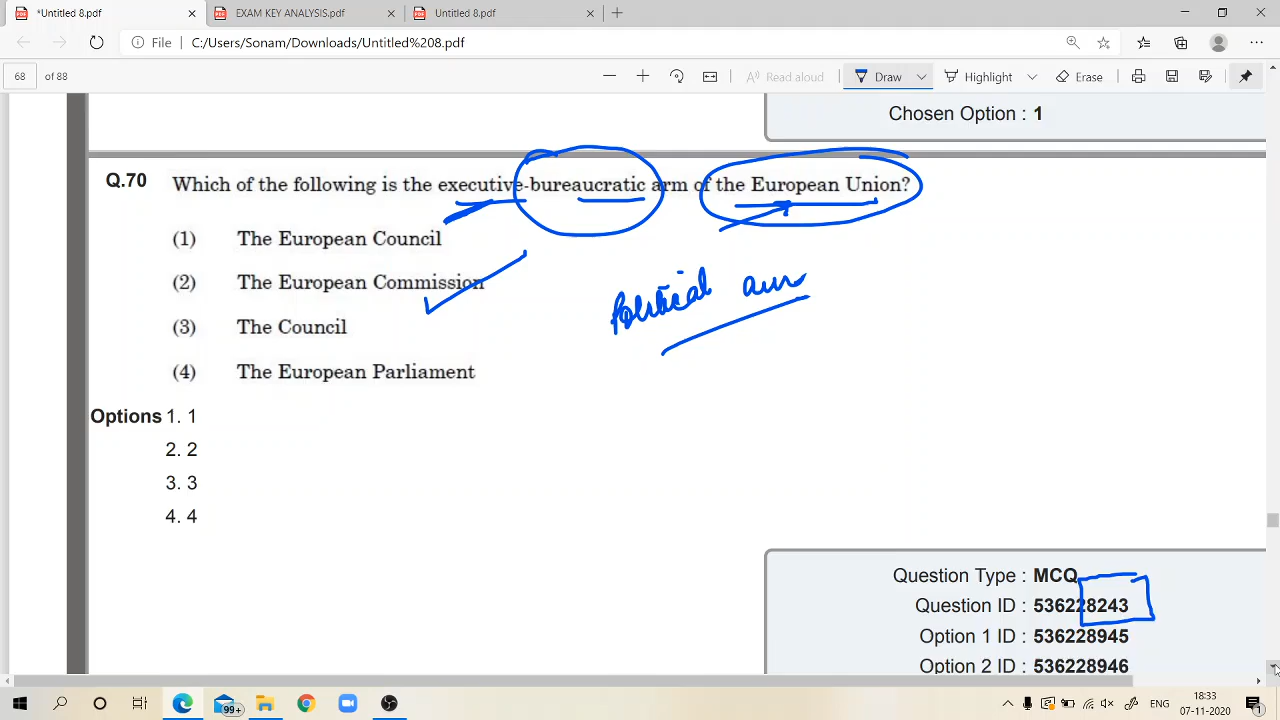 *Untitled 8.pdf
EXAM KEY ANALYSIS.pdf
Untitled 8.pdf
File C:/Users/Sonam/Downloads/Untitled%208.pdf
68 of 88
Read aloud
Draw
Highlight
Erase
Chosen Option : 1
Q.70 Which of the following is the executive-bureaucratic arm of the European Union?
(1) The European Council
(2) The European Commission
(3) The Council
(4) The European Parliament
Political arm
Options 1. 1
2. 2
3. 3
4. 4
Question Type : MCQ
Question ID : 536228243
Option 1 ID : 536228945
Option 2 ID : 536228946
99+
ENG
18:33
07-11-2020
1